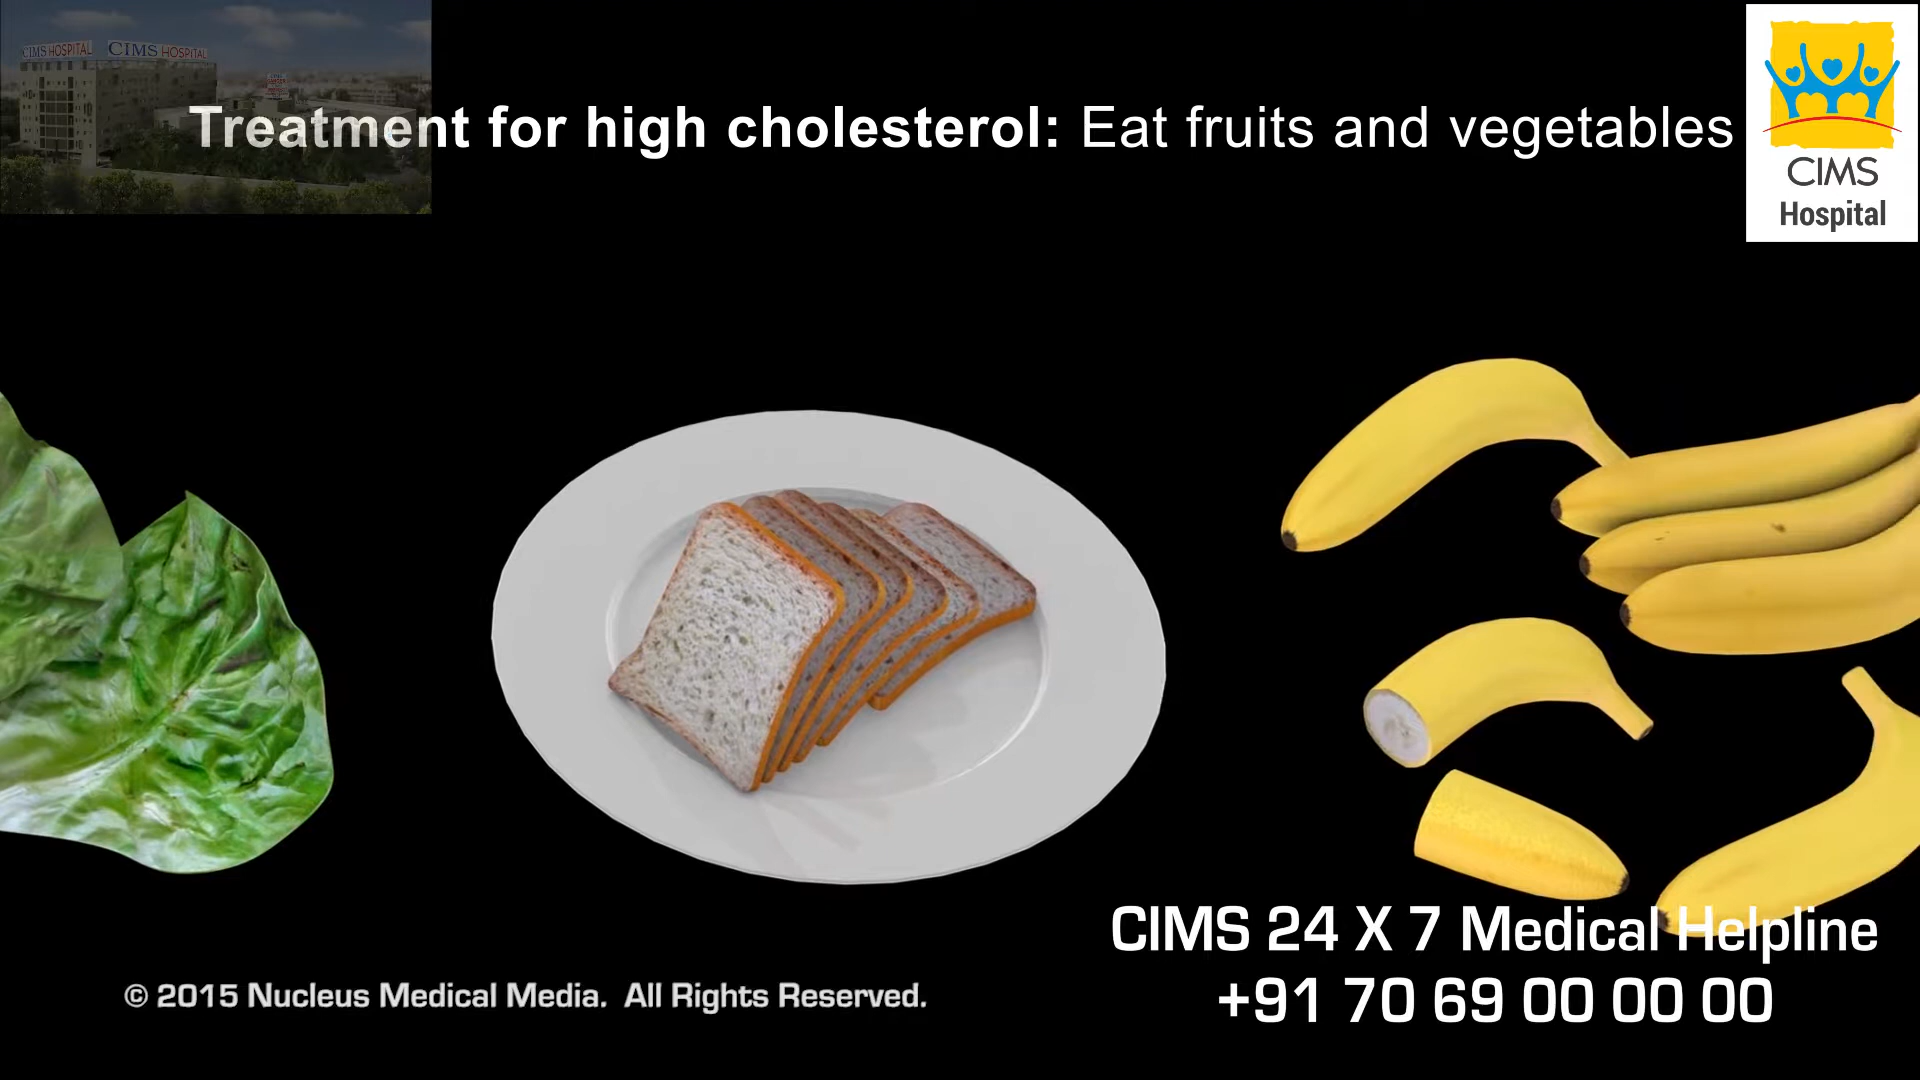 CIMS HOSPITAL CIMS HOSPITAL
Treatment for high cholesterol: Eat fruits and vegetables
CIMS
Hospital
CIMS 24 X 7 Medical Helpline
+91 70 69 00 00 00
© 2015 Nucleus Medical Media. All Rights Reserved.